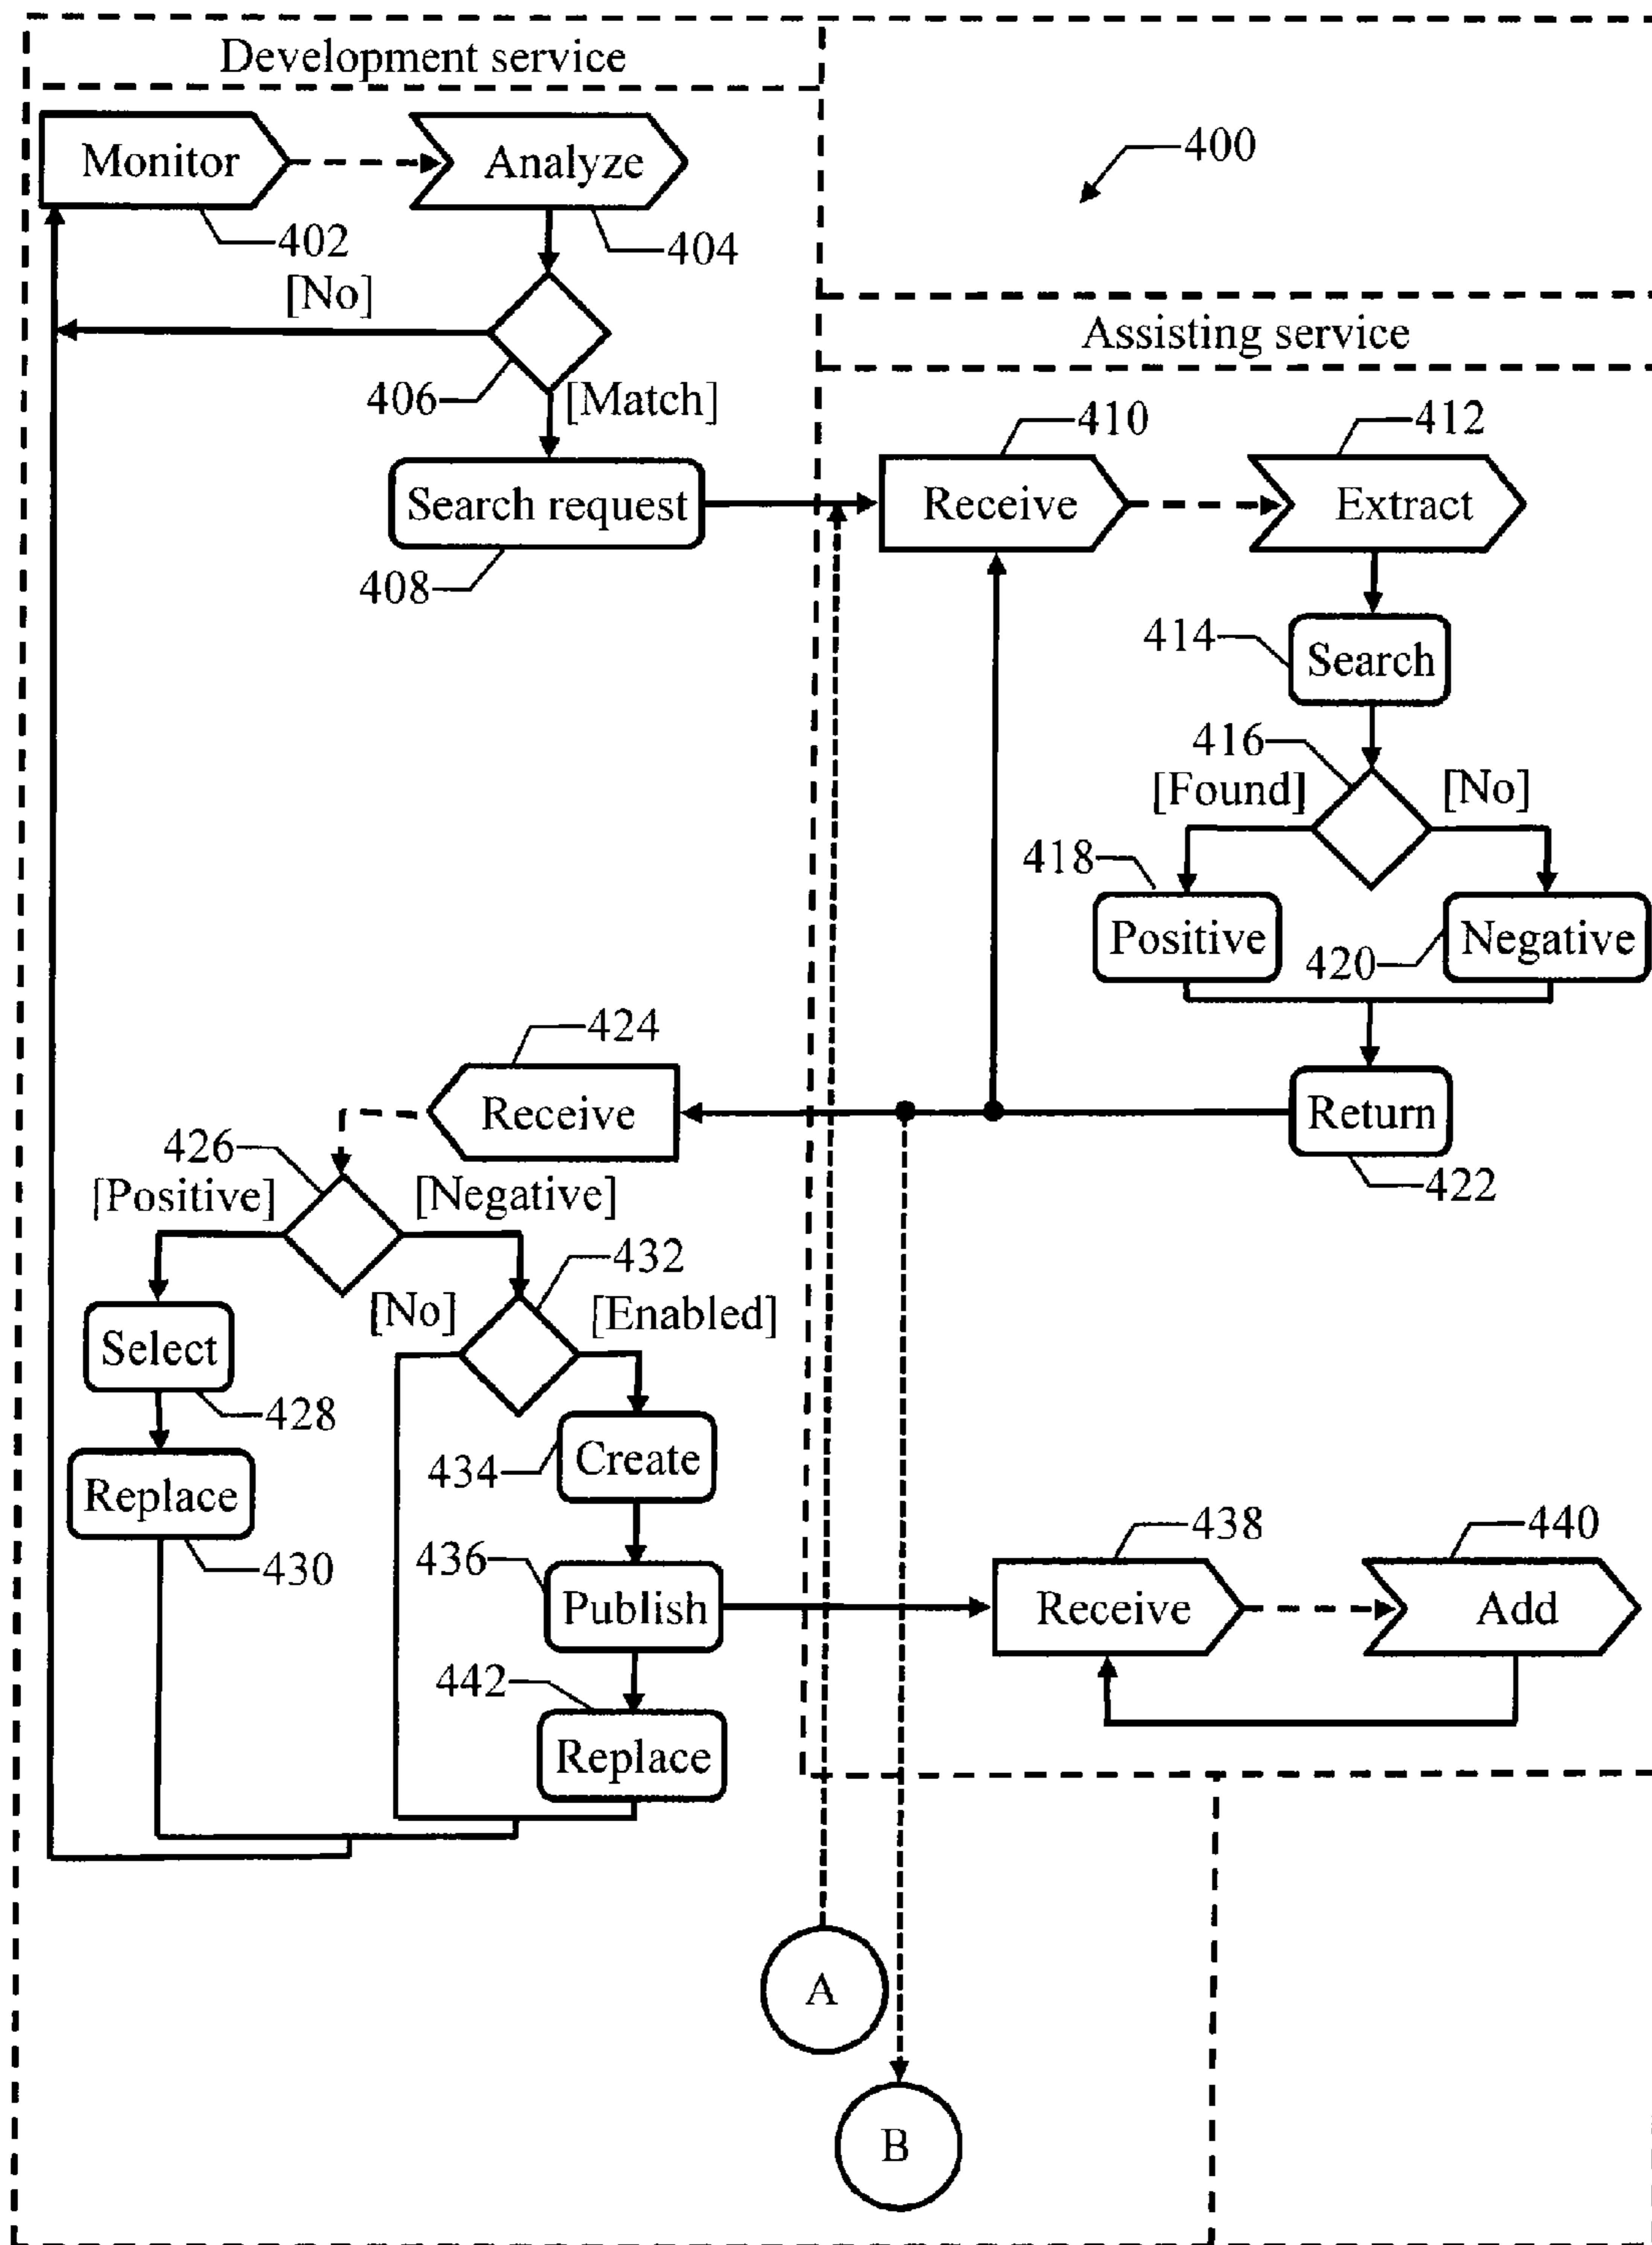 Development service
Monitor
Analyze
400
402
404
[No]
Assisting service
406
[Match]
410
412
Search request
Receive
Extract
408
414
Search
416
[Found]
[No]
418
Positive
420
Negative
424
Receive
Return
422
426
[Positive]
[Negative]
432
[No]
[Enabled]
Select
428
434
Create
Replace
430
436
Publish
438
Receive
440
Add
442
Replace
A
B